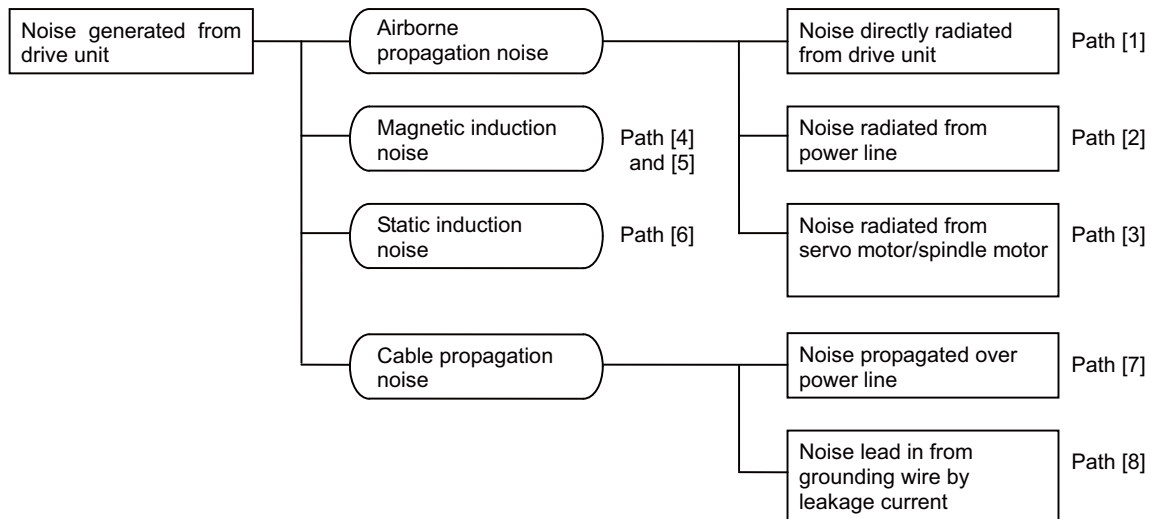 Noise generated from
drive unit
Airborne
propagation noise
Noise directly radiated
from drive unit
Path [1]
Magnetic induction
noise
Path [4]
and [5]
Noise radiated from
power line
Path [2]
Static induction
noise
Path [6]
Noise radiated from
servo motor/spindle motor
Path [3]
Cable propagation
noise
Noise propagated over
power line
Path [7]
Noise lead in from
grounding wire by
leakage current
Path [8]